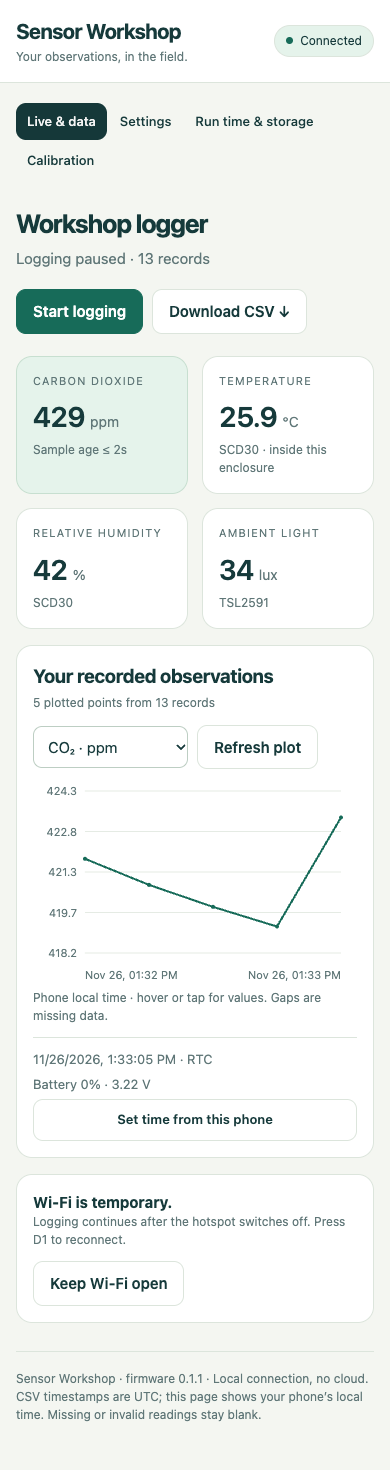 Sensor Workshop
Your observations, in the field.
Connected
Live & data
Settings
Run time & storage
Calibration
Workshop logger
Logging paused · 13 records
Start logging
Download CSV ↓
CARBON DIOXIDE
429 ppm
Sample age ≤ 2s
TEMPERATURE
25.9 °C
SCD30 · inside this
enclosure
RELATIVE HUMIDITY
42 %
SCD30
AMBIENT LIGHT
34 lux
TSL2591
Your recorded observations
5 plotted points from 13 records
CO₂ · ppm
Refresh plot
424.3
422.8
421.3
419.7
418.2
Nov 26, 01:32 PM
Nov 26, 01:33 PM
Phone local time · hover or tap for values. Gaps are
missing data.
11/26/2026, 1:33:05 PM · RTC
Battery 0% · 3.22 V
Set time from this phone
Wi-Fi is temporary.
Logging continues after the hotspot switches off. Press
D1 to reconnect.
Keep Wi-Fi open
Sensor Workshop · firmware 0.1.1 · Local connection, no cloud.
CSV timestamps are UTC; this page shows your phone's local
time. Missing or invalid readings stay blank.